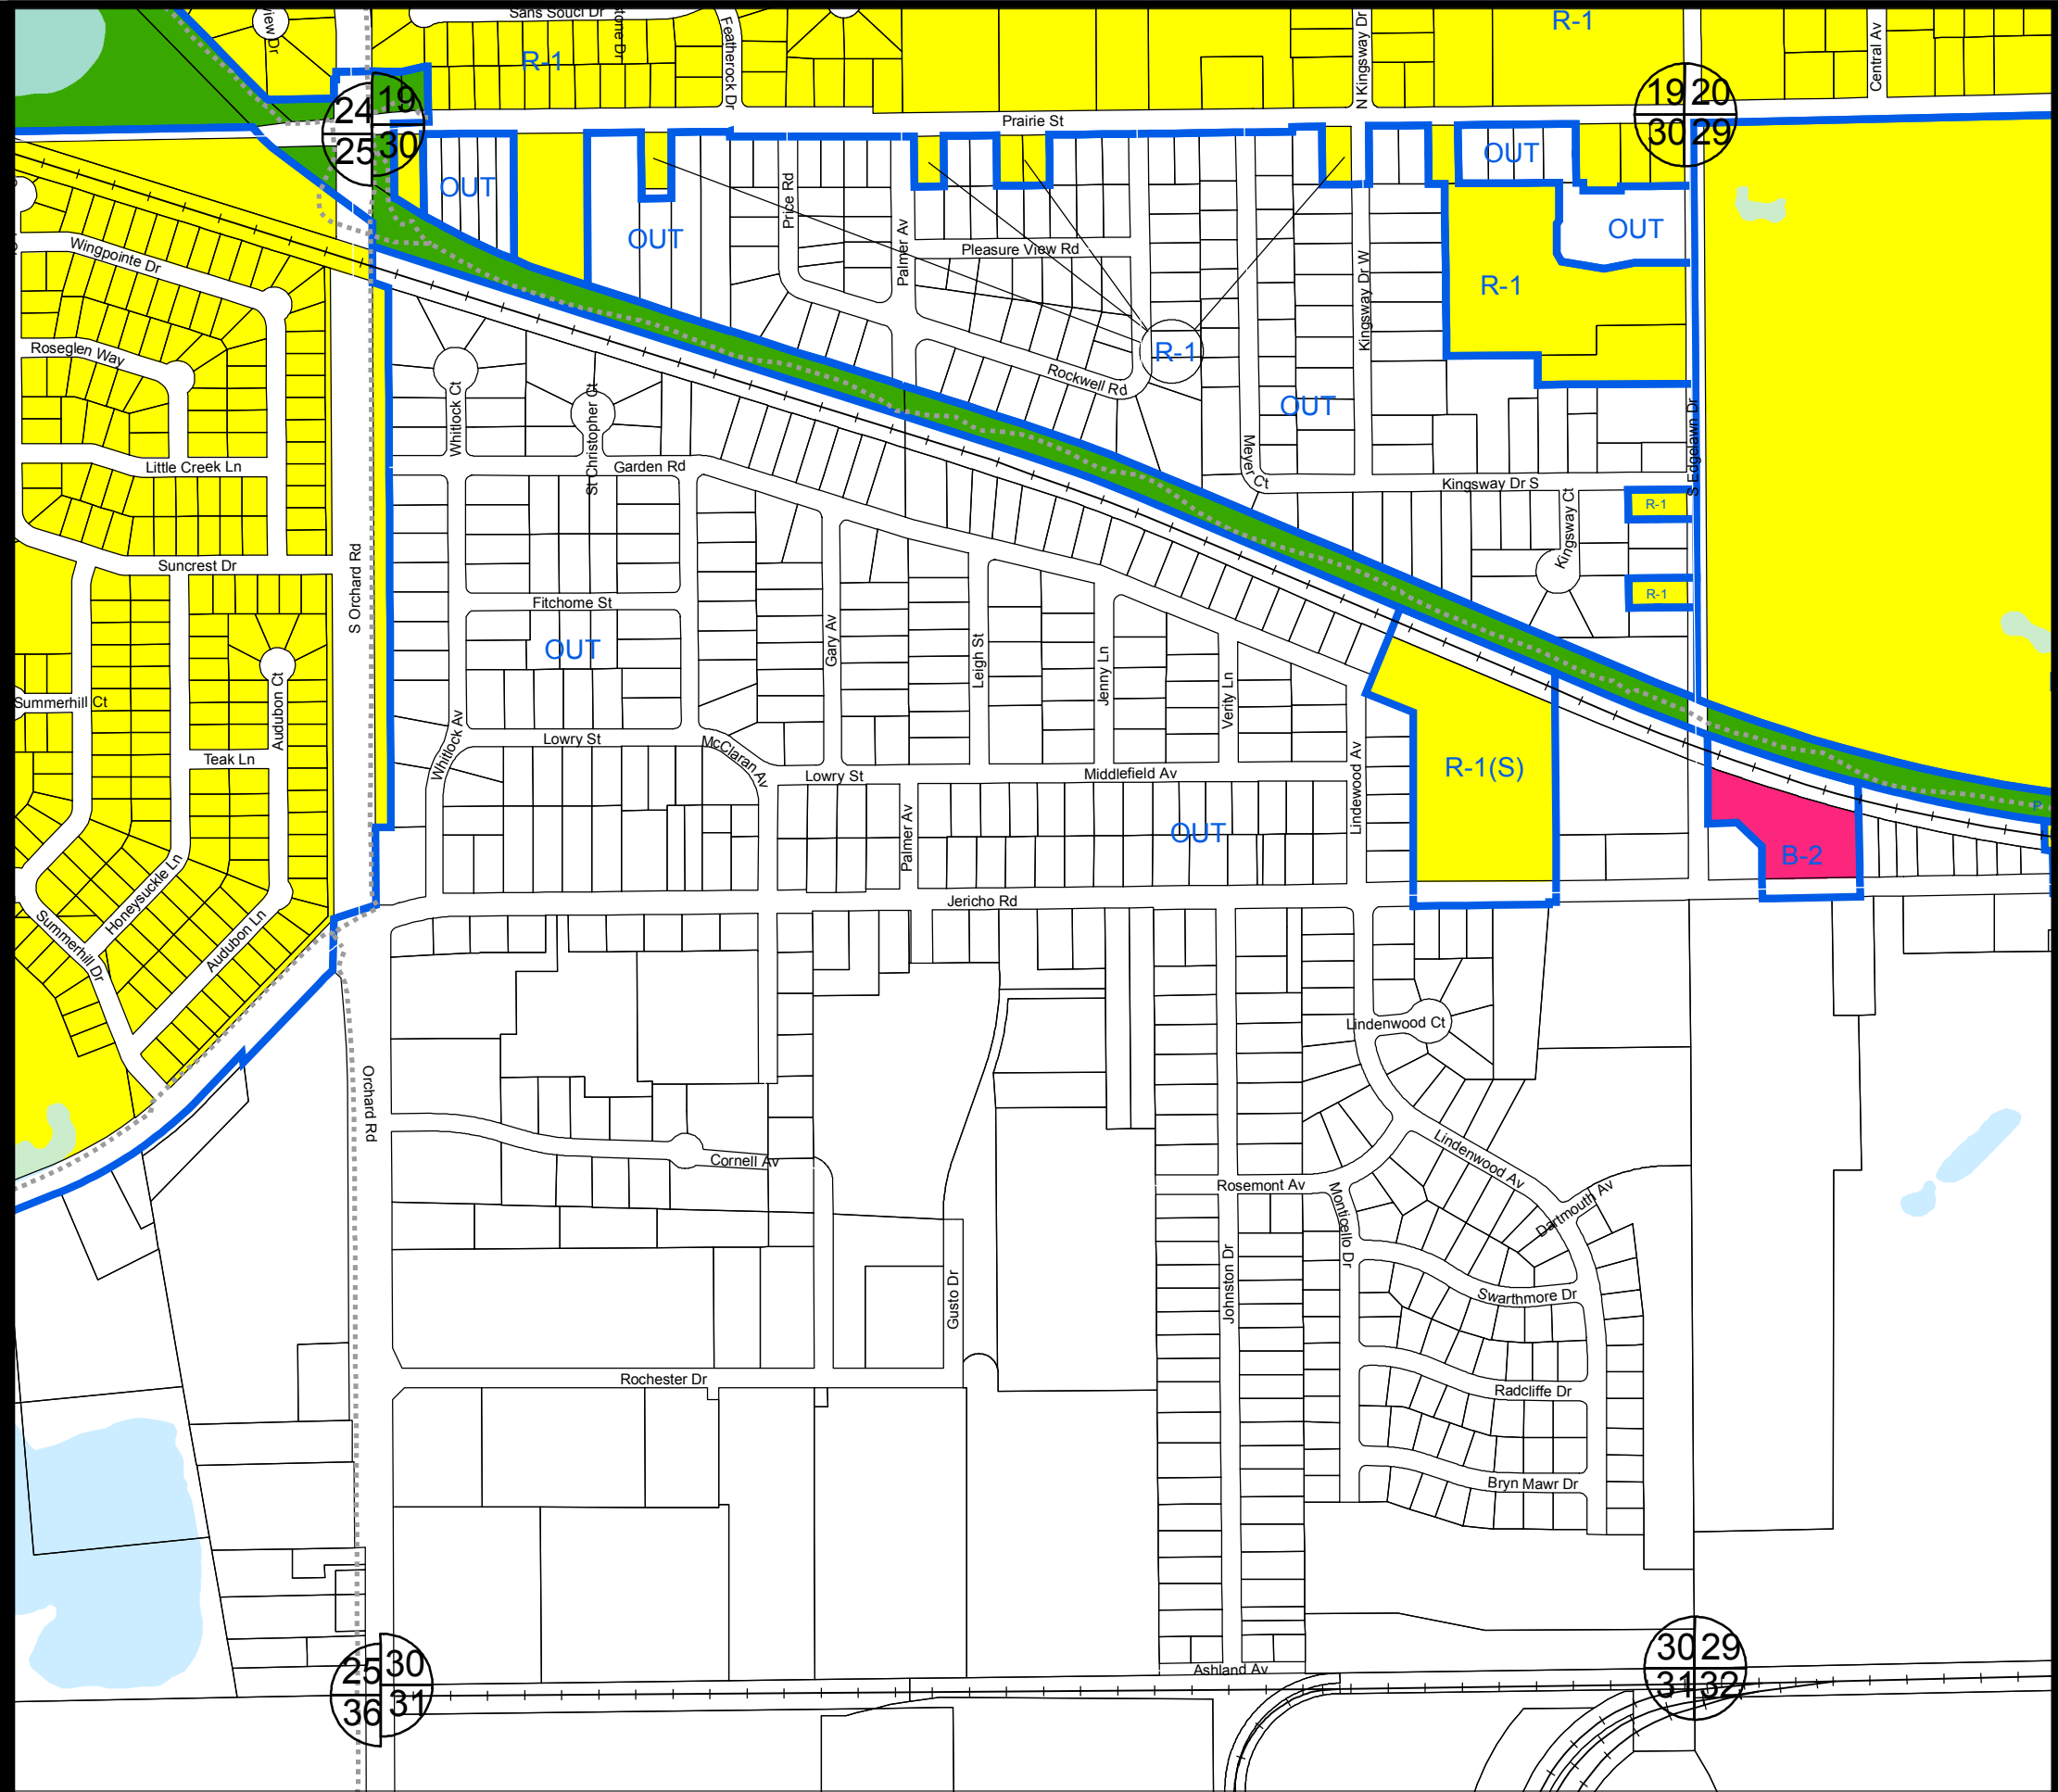 Sans Souci Dr
R-1
R-1
Featherock Dr
N Kingsway Dr
Central Av
24 19
25 30
19 20
30 29
Prairie St
OUT
OUT
OUT
OUT
Price Rd
Palmer Av
Pleasure View Rd
Kingsway Dr W
R-1
Wingpointe Dr
Roseglen Way
R-1
Rockwell Rd
OUT
Whitlock Ct
St Christopher Ct
Garden Rd
Meyer Ct
Kingsway Dr S
S Edgelawn Dr
Little Creek Ln
R-1
Kingsway Ct
Suncrest Dr
S Orchard Rd
Fitchome St
R-1
OUT
Gary Av
Leigh St
Jenny Ln
Verity Ln
Summerhill Ct
Audubon Ct
Whitlock Av
Lowry St
McClaran Av
Teak Ln
Lowry St
Middlefield Av
Lindewood Av
R-1(S)
P
Palmer Av
OUT
B-2
Honeysuckle Ln
Summerhill Dr
Audubon Ln
Jericho Rd
Lindenwood Ct
Orchard Rd
Cornell Av
Lindenwood Av
Rosemont Av
Monticello Dr
Dartmouth Av
Gusto Dr
Johnston Dr
Swarthmore Dr
Rochester Dr
Radcliffe Dr
Bryn Mawr Dr
25 30
36 31
Ashland Av
30 29
31 32